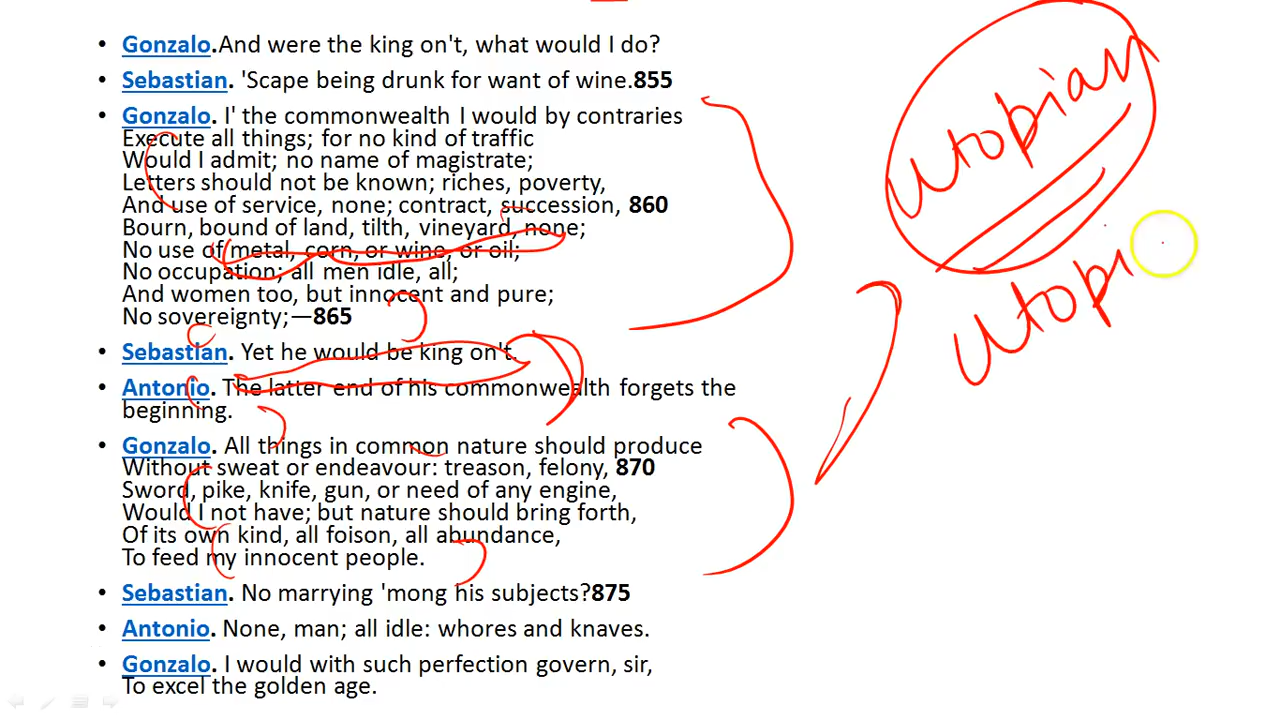 • Gonzalo.And were the king on't, what would I do?
• Sebastian. 'Scape being drunk for want of wine.855
• Gonzalo. I' the commonwealth I would by contraries
Execute all things; for no kind of traffic
Would I admit; no name of magistrate;
Letters should not be known; riches, poverty,
And use of service, none; contract, succession, 860
Bourn, bound of land, tilth, vineyard, none;
No use of metal, corn, or wine, or oil;
No occupation; all men idle, all;
And women too, but innocent and pure;
No sovereignty;—865
• Sebastian. Yet he would be king on't.
• Antonio. The latter end of his commonwealth forgets the
beginning.
• Gonzalo. All things in common nature should produce
Without sweat or endeavour: treason, felony, 870
Sword, pike, knife, gun, or need of any engine,
Would I not have; but nature should bring forth,
Of its own kind, all foison, all abundance,
To feed my innocent people.
• Sebastian. No marrying 'mong his subjects?875
• Antonio. None, man; all idle: whores and knaves.
• Gonzalo. I would with such perfection govern, sir,
To excel the golden age.
utopian
utopi